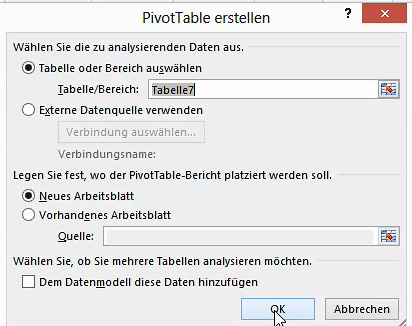 PivotTable erstellen
? ×
Wählen Sie die zu analysierenden Daten aus.
Tabelle oder Bereich auswählen
Tabelle/Bereich: Tabelle7
Externe Datenquelle verwenden
Verbindung auswählen...
Verbindungsname:
Legen Sie fest, wo der PivotTable-Bericht platziert werden soll.
Neues Arbeitsblatt
Vorhandenes Arbeitsblatt
Quelle:
Wählen Sie, ob Sie mehrere Tabellen analysieren möchten.
Dem Datenmodell diese Daten hinzufügen
OK Abbrechen